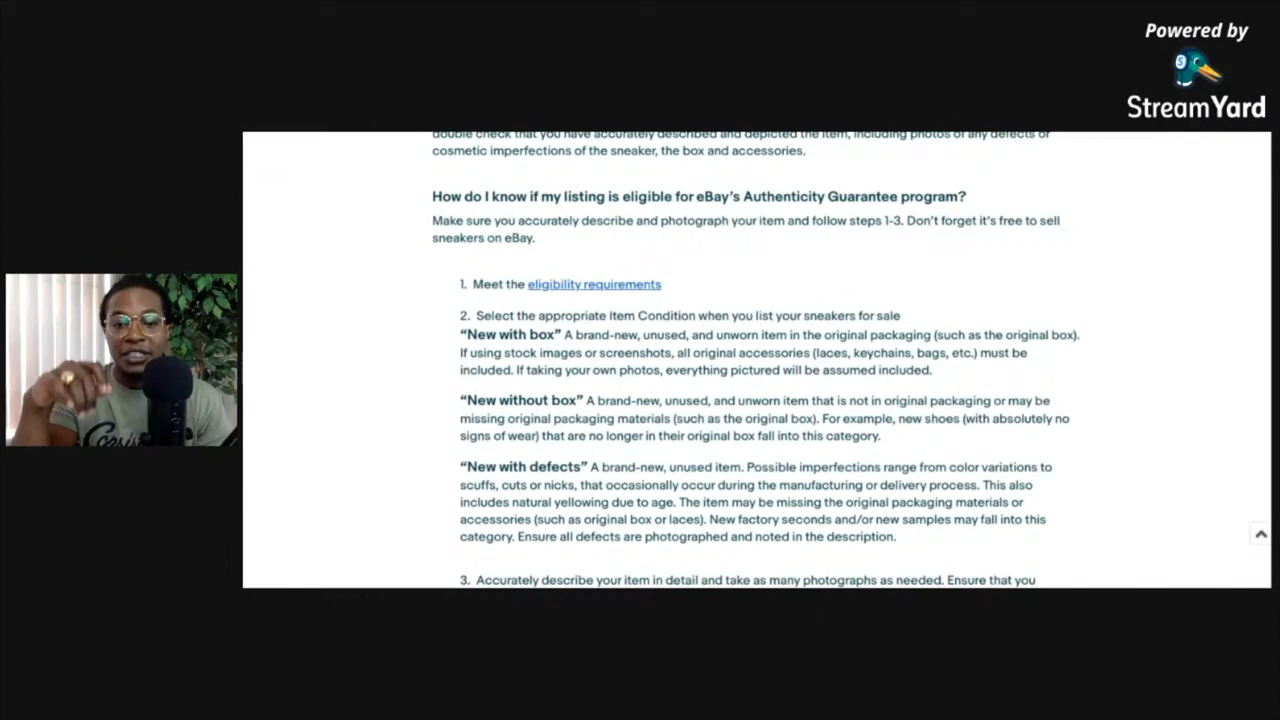 Powered by
StreamYard
double check that you have accurately described and depicted the item, including photos of any defects or
cosmetic imperfections of the sneaker, the box and accessories.
How do I know if my listing is eligible for eBay's Authenticity Guarantee program?
Make sure you accurately describe and photograph your item and follow steps 1-3. Don't forget it's free to sell
sneakers on eBay.
1. Meet the eligibility requirements
2. Select the appropriate Item Condition when you list your sneakers for sale
“New with box” A brand-new, unused, and unworn item in the original packaging (such as the original box).
If using stock images or screenshots, all original accessories (laces, keychains, bags, etc.) must be
included. If taking your own photos, everything pictured will be assumed included.
“New without box” A brand-new, unused, and unworn item that is not in original packaging or may be
missing original packaging materials (such as the original box). For example, new shoes (with absolutely no
signs of wear) that are no longer in their original box fall into this category.
“New with defects” A brand-new, unused item. Possible imperfections range from color variations to
scuffs, cuts or nicks, that occasionally occur during the manufacturing or delivery process. This also
includes natural yellowing due to age. The item may be missing the original packaging materials or
accessories (such as original box or laces). New factory seconds and/or new samples may fall into this
category. Ensure all defects are photographed and noted in the description.
3. Accurately describe your item in detail and take as many photographs as needed. Ensure that you